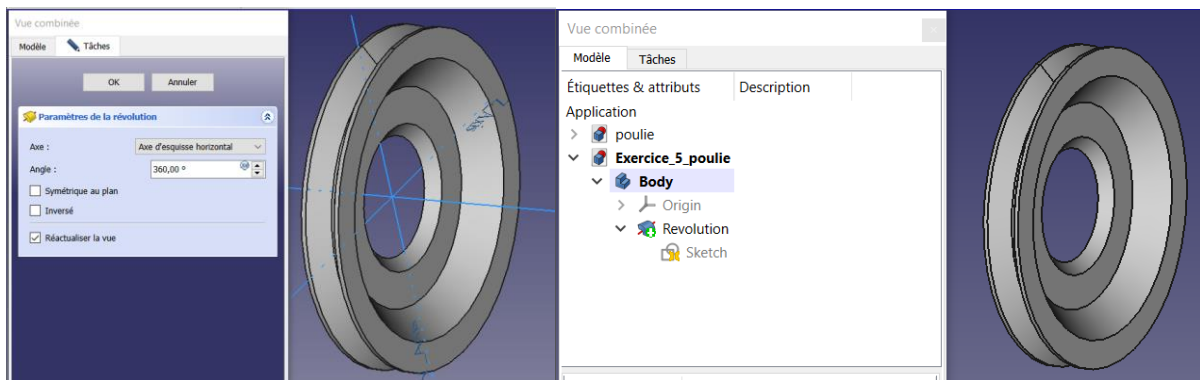 Vue combinée
Modèle Tâches
OK Annuler
Paramètres de la révolution
Axe : Axe d'esquisse horizontal
Angle : 360,00 °
Symétrique au plan
Inversé
Réactualiser la vue
Vue combinée
Modèle Tâches
Étiquettes & attributs Description
Application
poulie
Exercice_5_poulie
Body
Origin
Revolution
Sketch